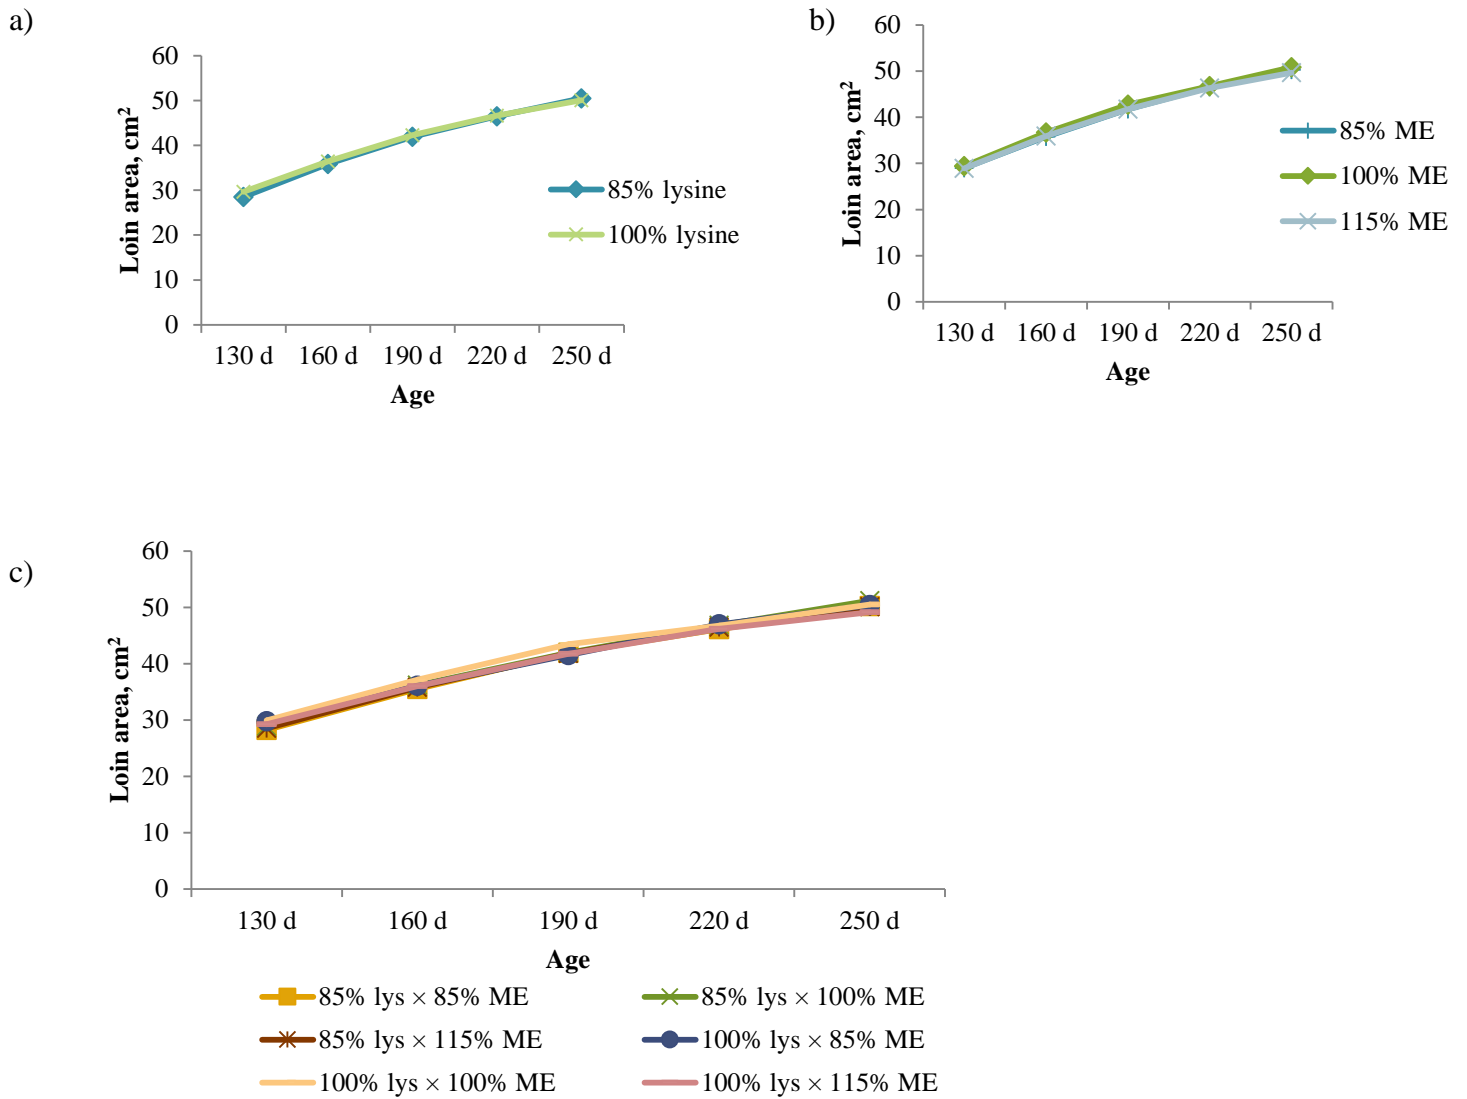 a)
60
50
40
30
20
10
0
Loin area, cm²
130 d 160 d 190 d 220 d 250 d
Age
85% lysine
100% lysine
b)
60
50
40
30
20
10
0
Loin area, cm²
130 d 160 d 190 d 220 d 250 d
Age
85% ME
100% ME
115% ME
c)
60
50
40
30
20
10
0
Loin area, cm²
130 d 160 d 190 d 220 d 250 d
Age
85% lys × 85% ME 85% lys × 100% ME
85% lys × 115% ME 100% lys × 85% ME
100% lys × 100% ME 100% lys × 115% ME